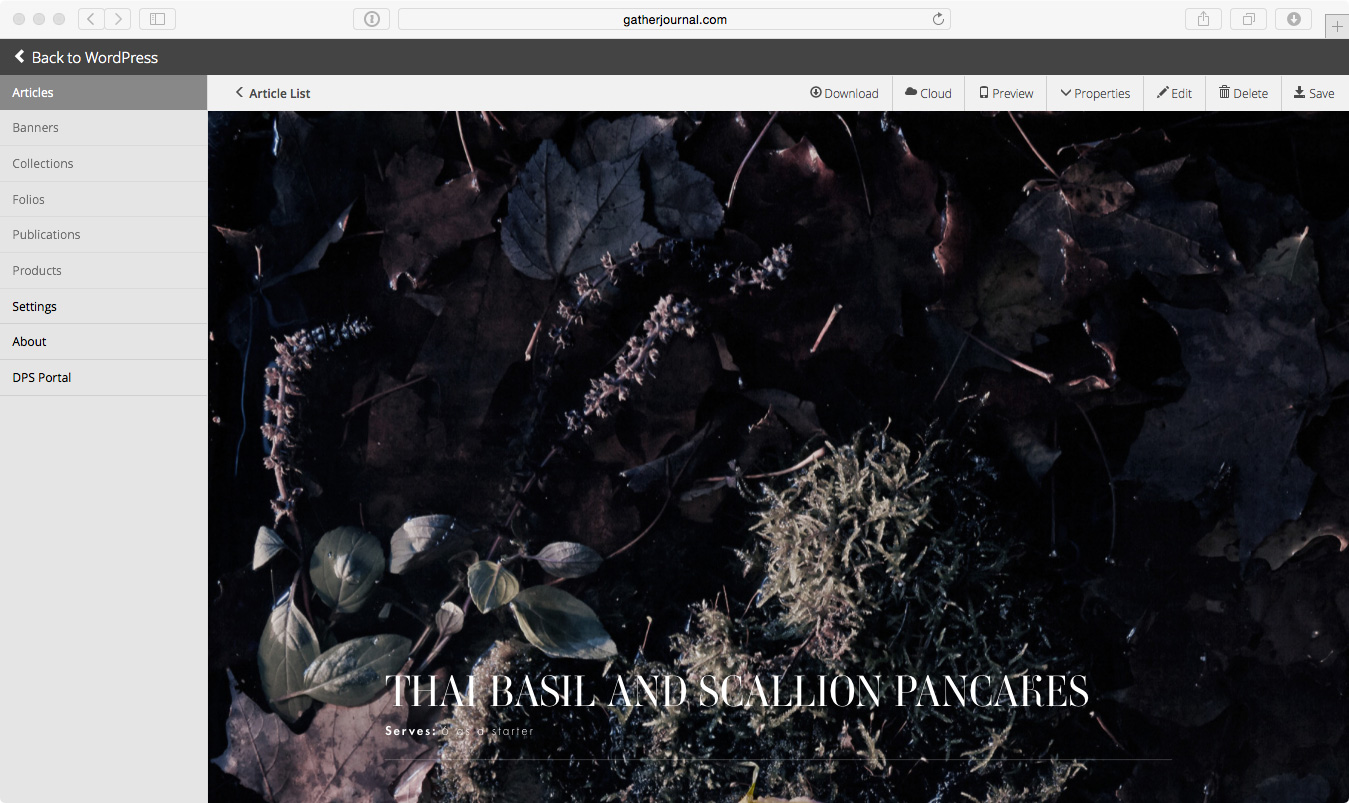 gatherjournal.com
Back to WordPress
Articles
Banners
Collections
Folios
Publications
Products
Settings
About
DPS Portal
Article List
Download
Cloud
Preview
Properties
Edit
Delete
Save
THAI BASIL AND SCALLION PANCAKES
Serves: 6 as a starter